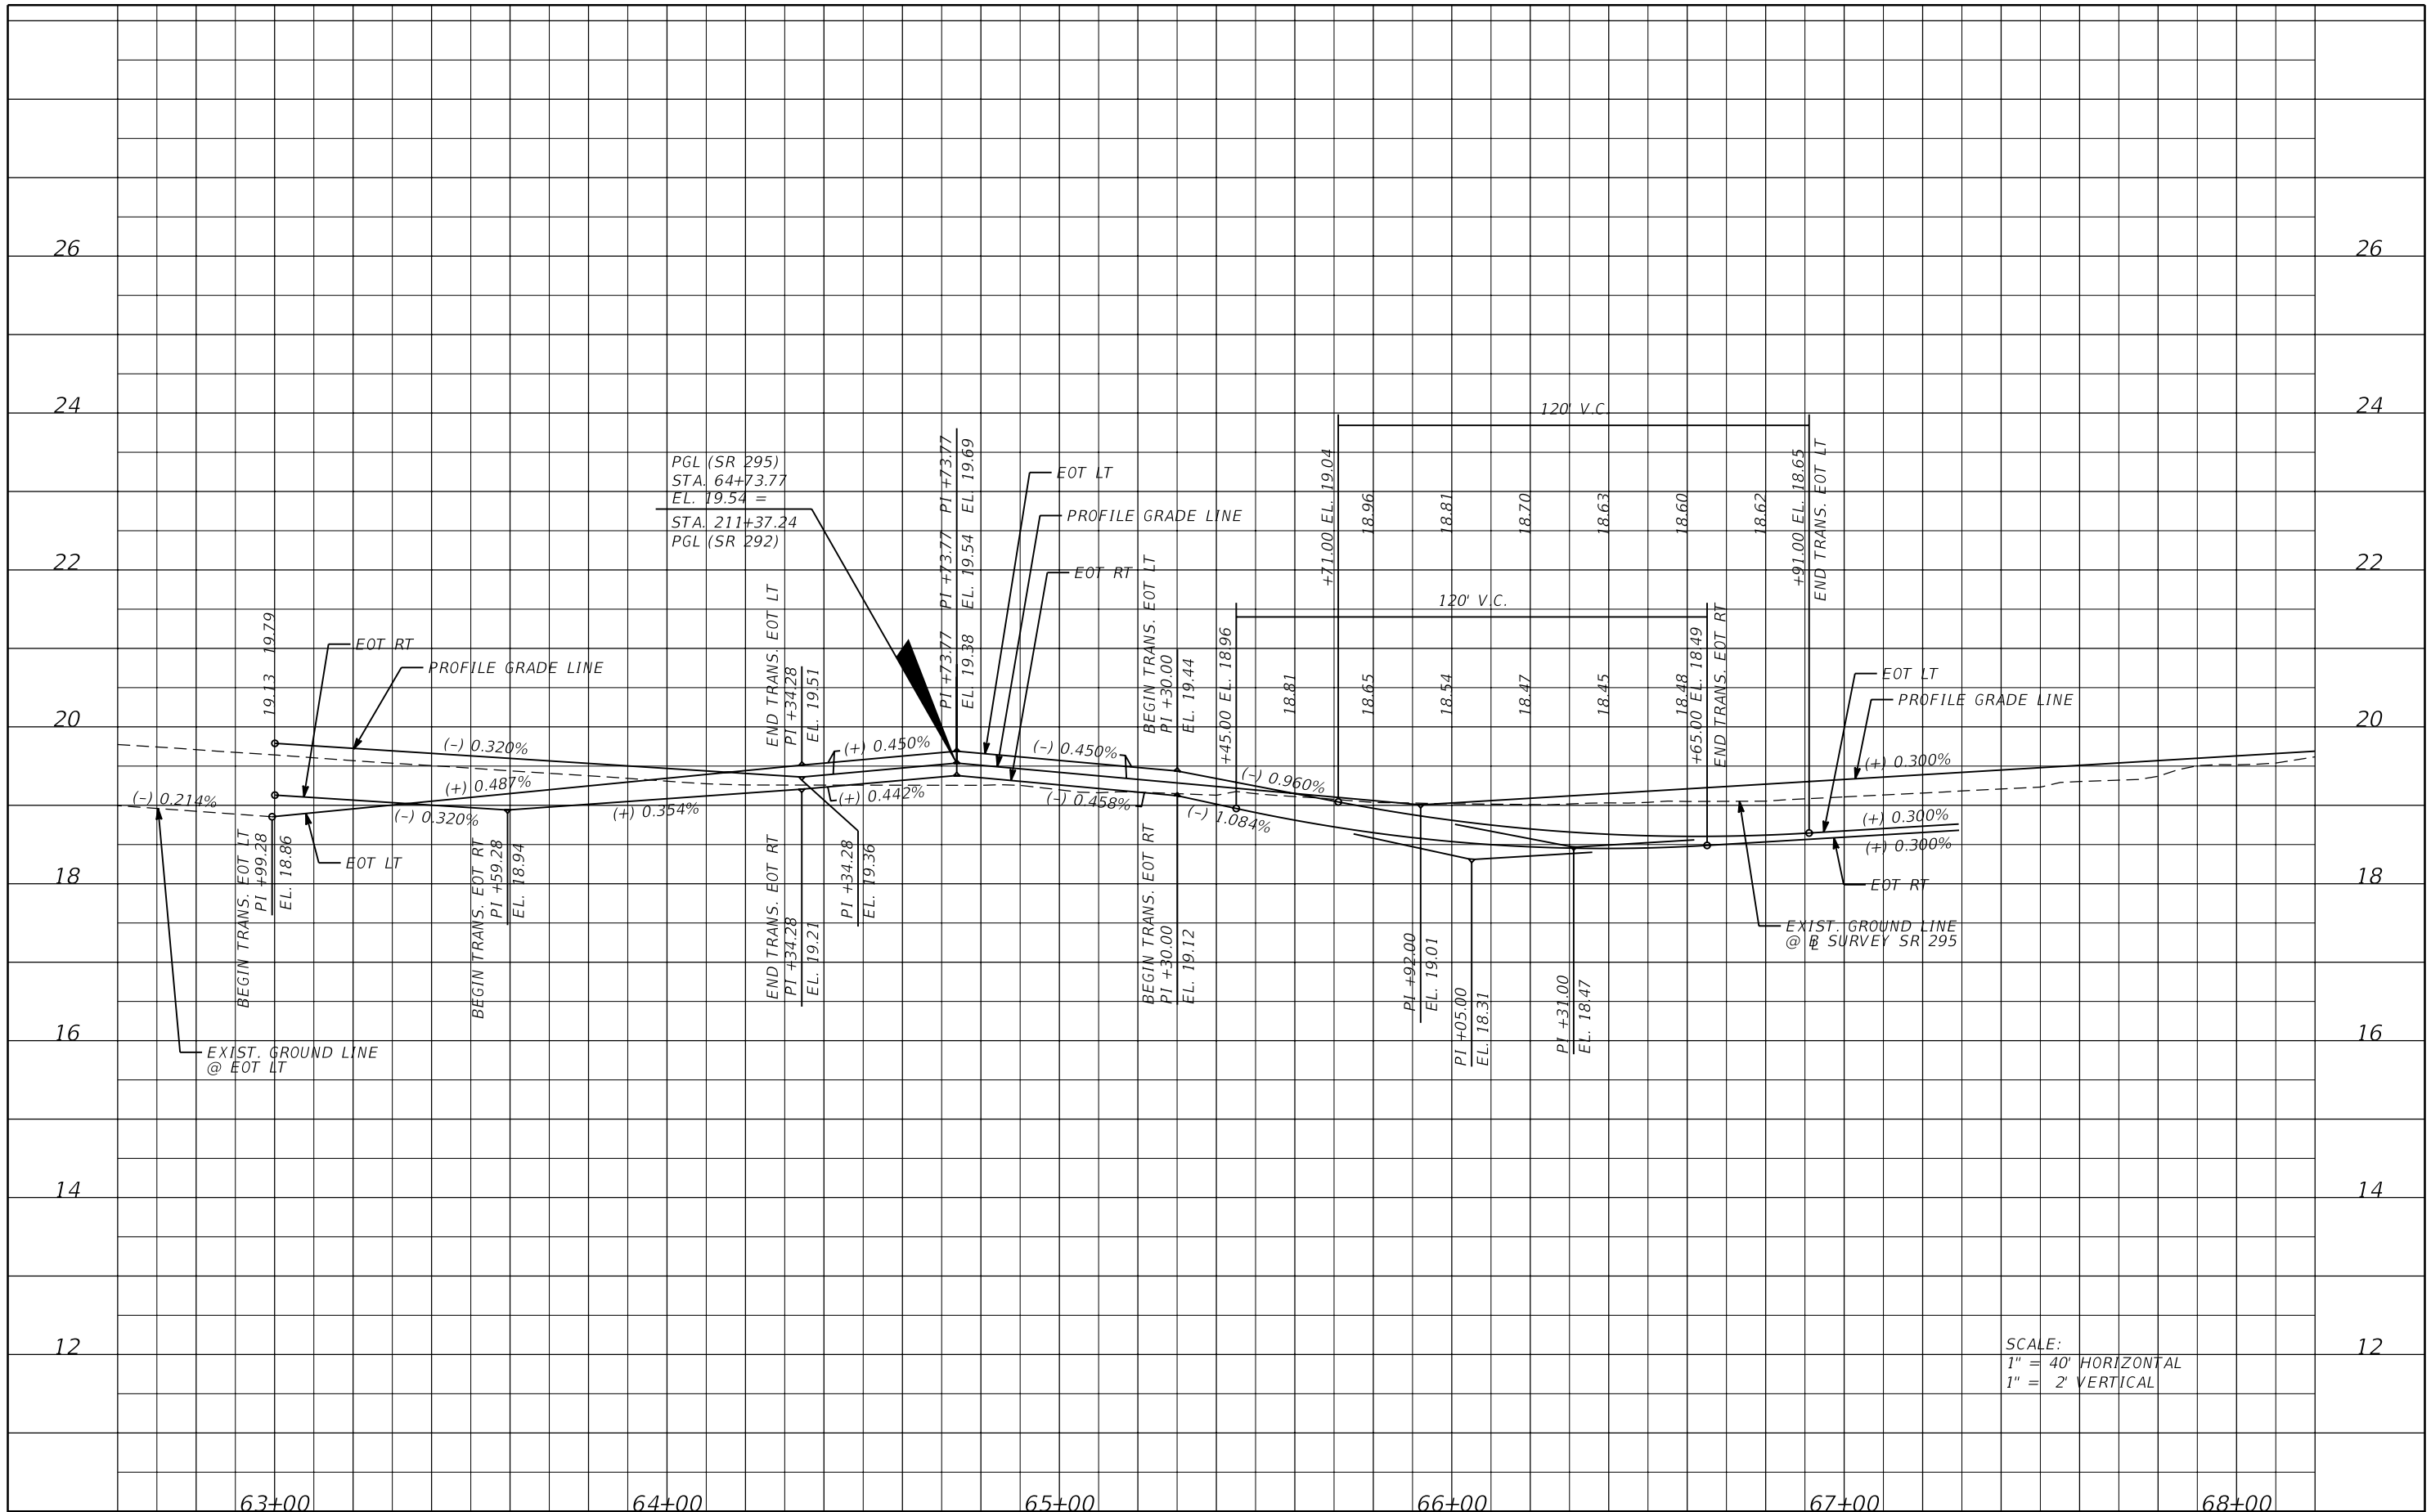 26
26
24
24
22
22
20
20
18
18
16
16
14
14
12
12
120' V.C.
+71.00 EL. 19.04
18.96
18.81
18.70
18.63
18.60
18.62
+91.00 EL. 18.65
END TRANS. EOT LT
PGL (SR 295)
STA. 64+73.77
EL. 19.54 =
STA. 211+37.24
PGL (SR 292)
PI +73.77
EL. 19.69
PI +73.77
EL. 19.54
PI +73.77
EL. 19.38
EOT LT
PROFILE GRADE LINE
EOT RT
120' V.C.
+45.00 EL. 18.96
18.81
18.65
18.54
18.47
18.45
18.48
+65.00 EL. 18.49
END TRANS. EOT RT
19.79
19.13
EOT RT
PROFILE GRADE LINE
END TRANS. EOT LT
PI +34.28
EL. 19.51
BEGIN TRANS. EOT LT
PI +30.00
EL. 19.44
EOT LT
PROFILE GRADE LINE
(-) 0.320%
(+) 0.450%
(-) 0.450%
(-) 0.960%
(+) 0.300%
(-) 0.214%
(+) 0.487%
(+) 0.442%
(-) 0.458%
(-) 1.084%
(-) 0.320%
(+) 0.354%
(+) 0.300%
(+) 0.300%
BEGIN TRANS. EOT LT
PI +99.28
EL. 18.86
EOT LT
BEGIN TRANS. EOT RT
PI +59.28
EL. 18.94
END TRANS. EOT RT
PI +34.28
EL. 19.21
PI +34.28
EL. 19.36
BEGIN TRANS. EOT RT
PI +30.00
EL. 19.12
PI +92.00
EL. 19.01
PI +05.00
EL. 18.31
PI +31.00
EL. 18.47
EOT RT
EXIST. GROUND LINE
@ BL SURVEY SR 295
EXIST. GROUND LINE
@ EOT LT
SCALE:
1" = 40' HORIZONTAL
1" = 2' VERTICAL
63+00
64+00
65+00
66+00
67+00
68+00